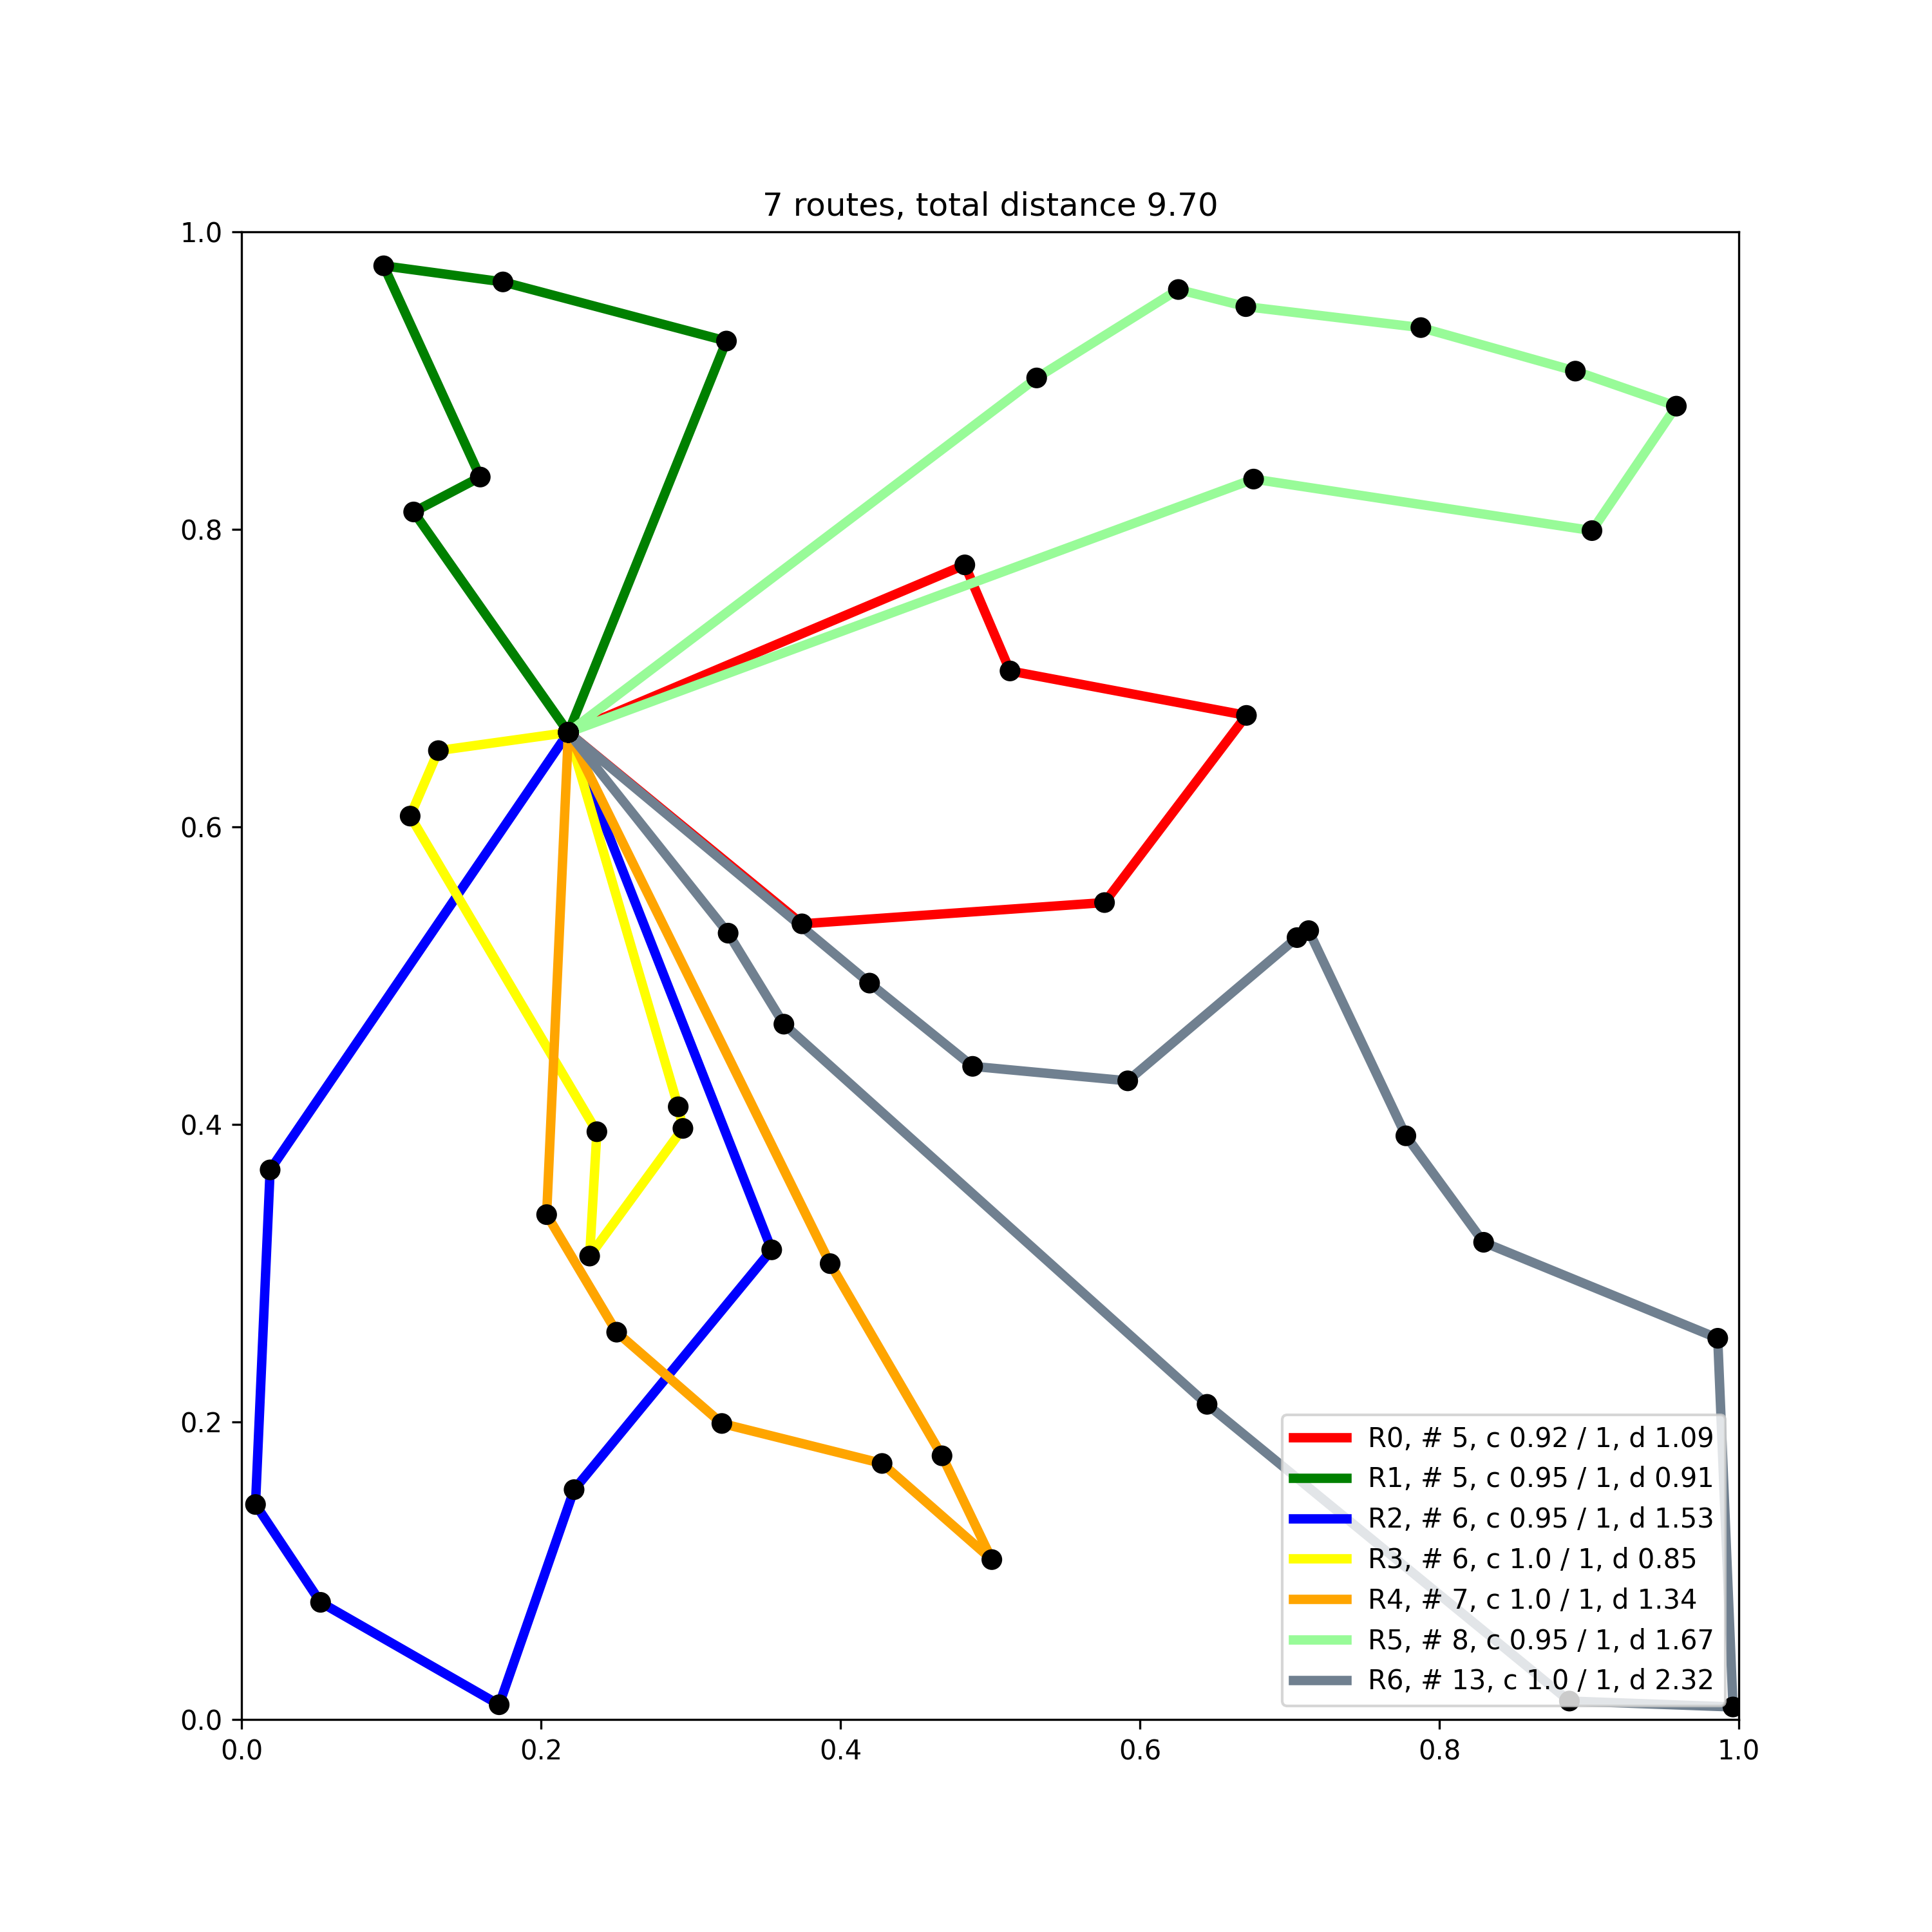 7 routes, total distance 9.70
1.0
0.8
0.6
0.4
0.2
0.0
0.0 0.2 0.4 0.6 0.8 1.0
R0, # 5, c 0.92 / 1, d 1.09
R1, # 5, c 0.95 / 1, d 0.91
R2, # 6, c 0.95 / 1, d 1.53
R3, # 6, c 1.0 / 1, d 0.85
R4, # 7, c 1.0 / 1, d 1.34
R5, # 8, c 0.95 / 1, d 1.67
R6, # 13, c 1.0 / 1, d 2.32